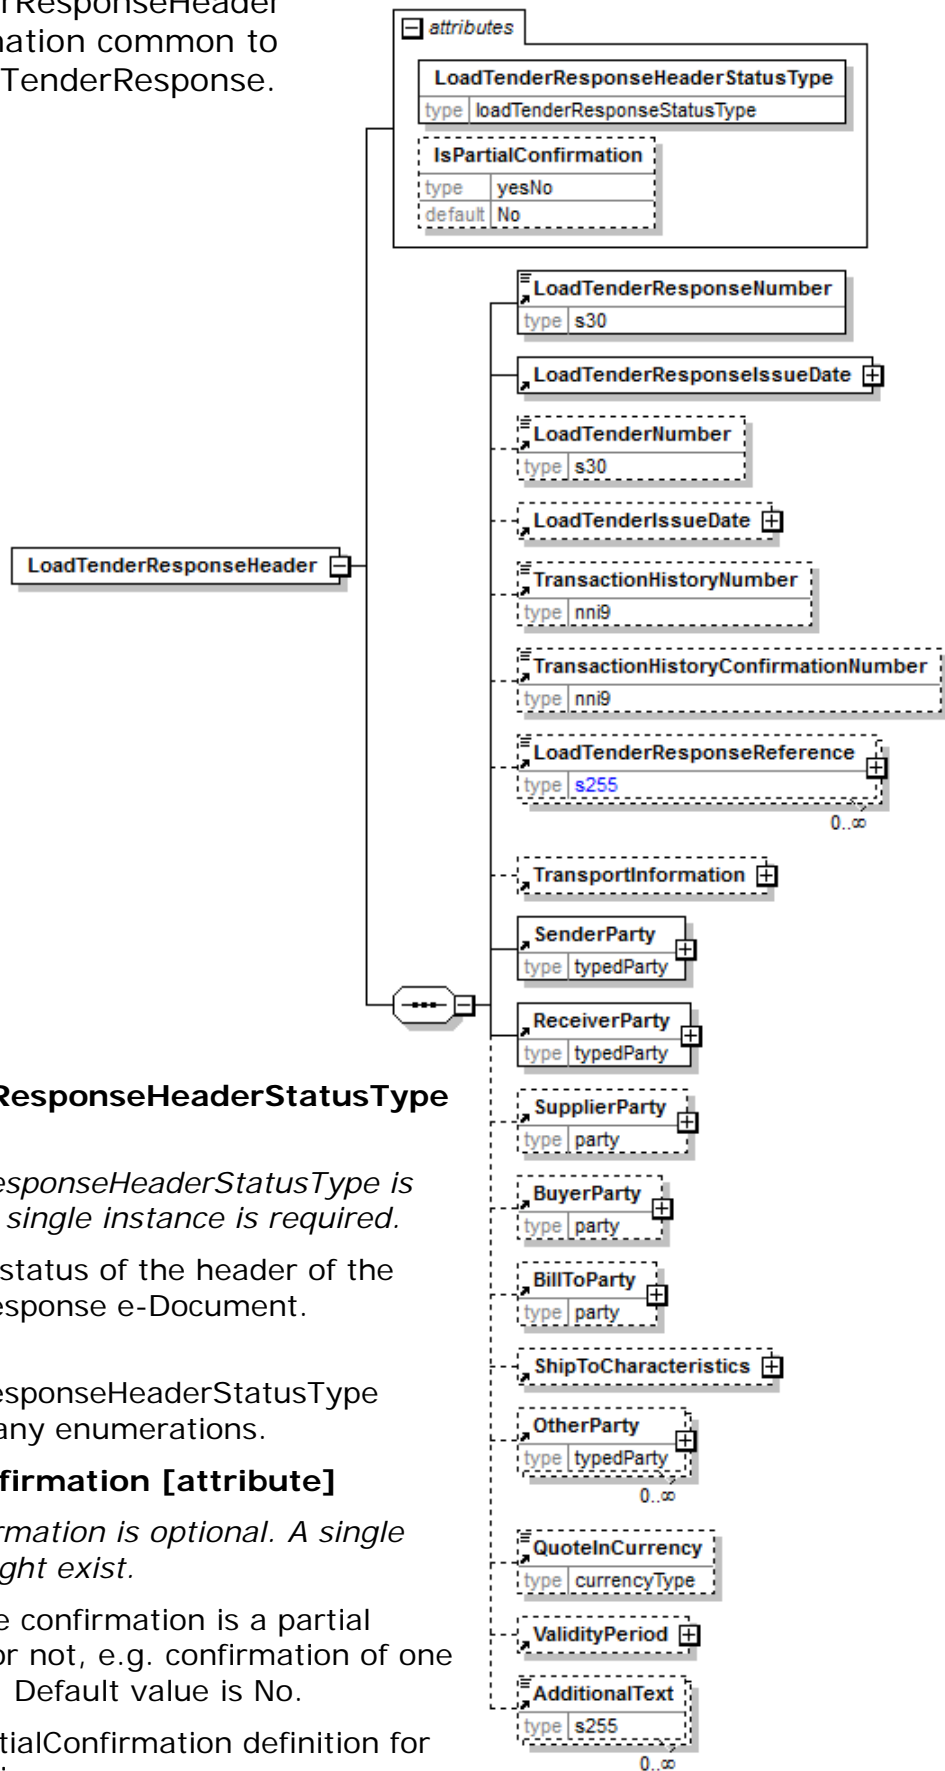 rResponseHeader
nation common to
TenderResponse.
attributes
LoadTenderResponseHeaderStatusType
type loadTenderResponseStatusType
IsPartialConfirmation
type yesNo
default No
LoadTenderResponseNumber
type s30
LoadTenderResponseIssueDate
LoadTenderNumber
type s30
LoadTenderIssueDate
LoadTenderResponseHeader
TransactionHistoryNumber
type nni9
TransactionHistoryConfirmationNumber
type nni9
LoadTenderResponseReference
type s255
0..∞
TransportInformation
SenderParty
type typedParty
ReceiverParty
type typedParty
SupplierParty
type party
BuyerParty
type party
BillToParty
type party
ShipToCharacteristics
OtherParty
type typedParty
0..∞
QuoteInCurrency
type currencyType
ValidityPeriod
AdditionalText
type s255
0..∞
ResponseHeaderStatusType
esponseHeaderStatusType is
single instance is required.
status of the header of the
esponse e-Document.
esponseHeaderStatusType
any enumerations.
nfirmation [attribute]
rmation is optional. A single
ght exist.
e confirmation is a partial
or not, e.g. confirmation of one
Default value is No.
tialConfirmation definition for